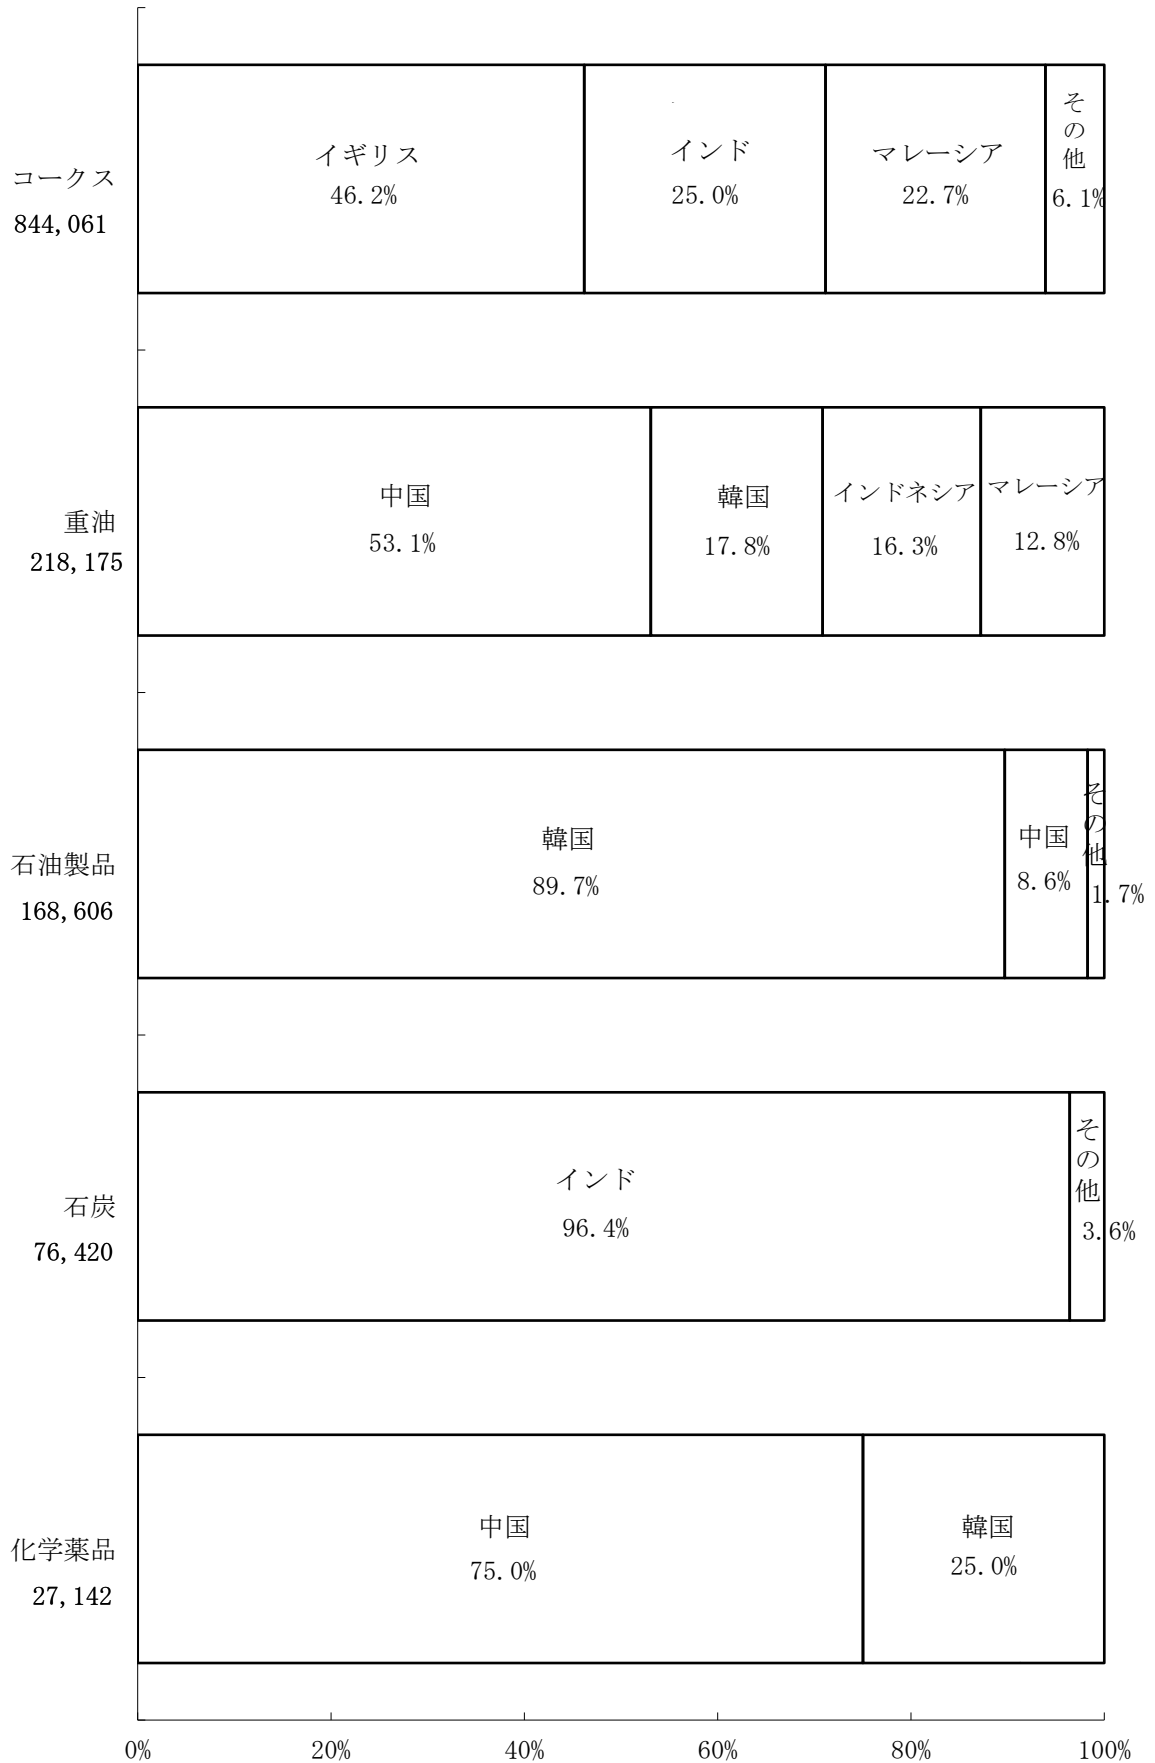 コークス
844,061
イギリス
46.2%
インド
25.0%
マレーシア
22.7%
その他
6.1%
重油
218,175
中国
53.1%
韓国
17.8%
インドネシア
16.3%
マレーシア
12.8%
石油製品
168,606
韓国
89.7%
中国
8.6%
その他
1.7%
石炭
76,420
インド
96.4%
その他
3.6%
化学薬品
27,142
中国
75.0%
韓国
25.0%
0%
20%
40%
60%
80%
100%